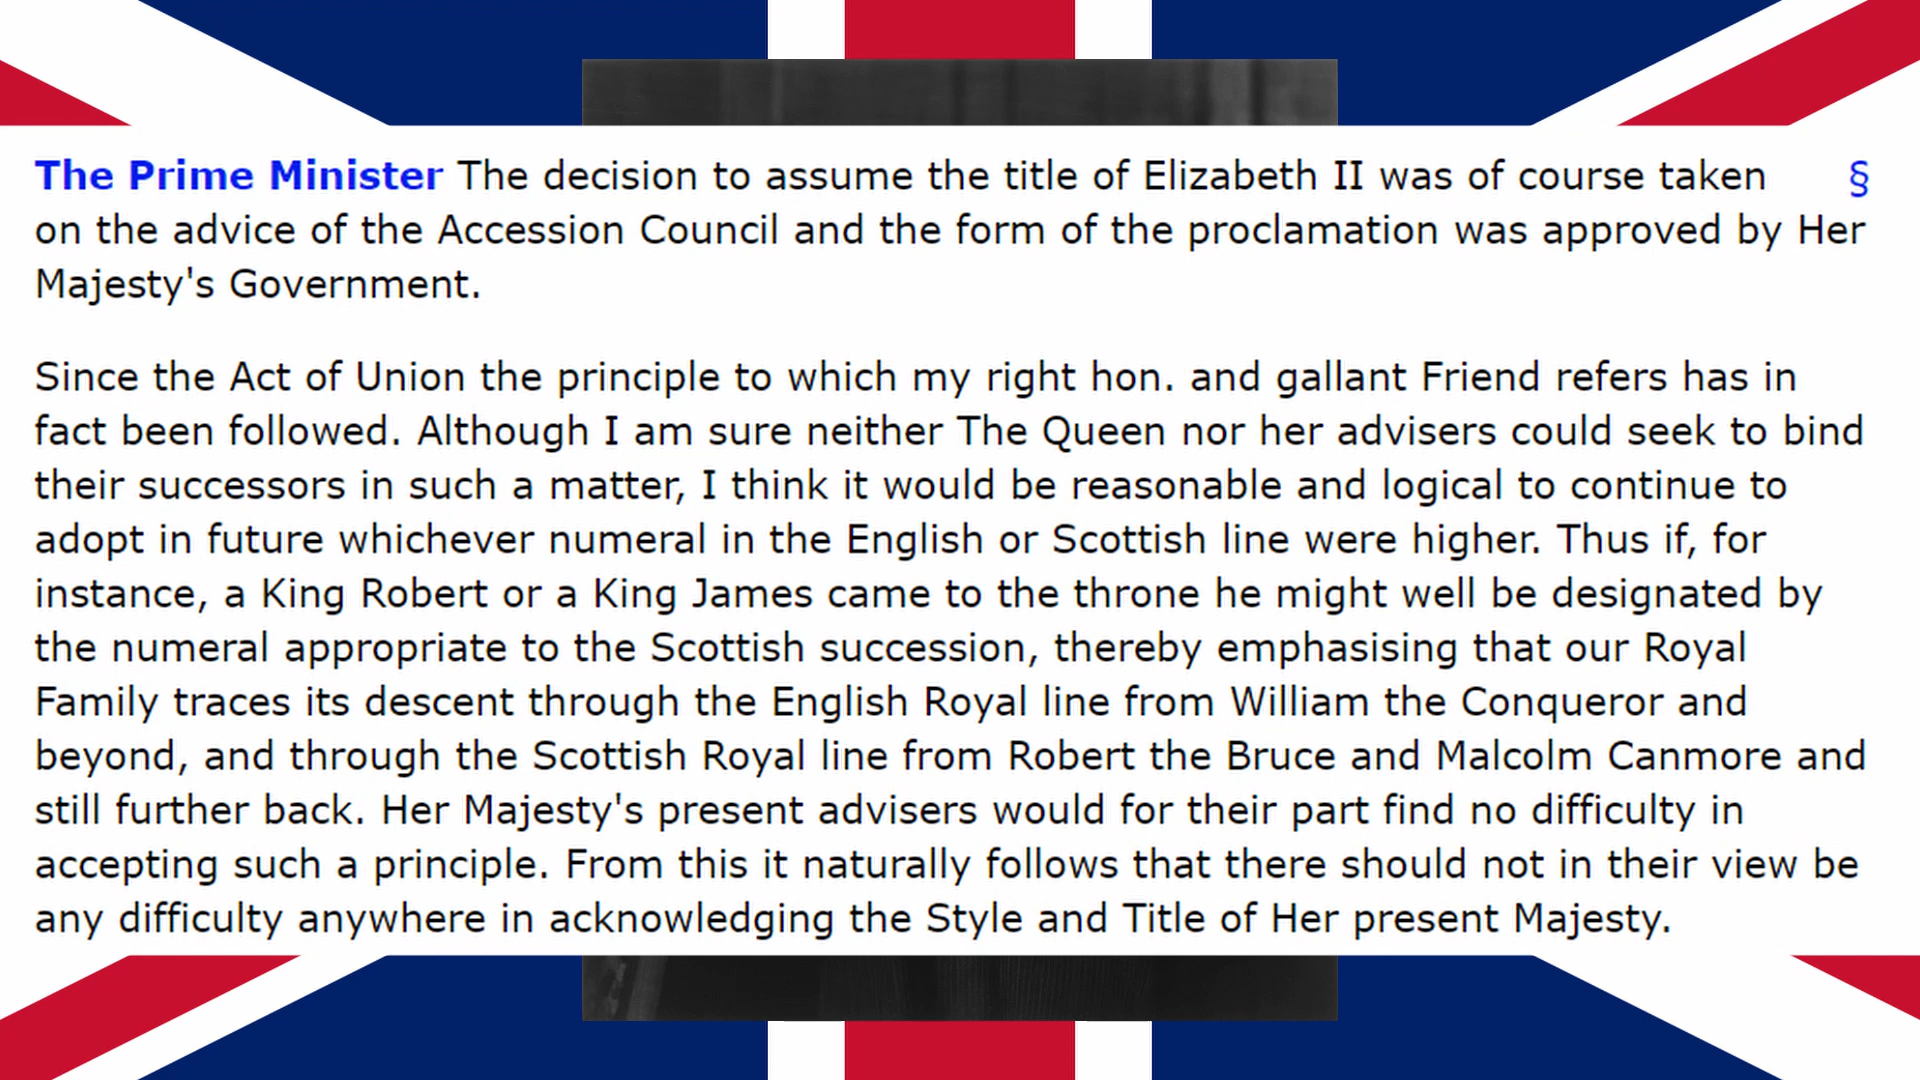 The Prime Minister The decision to assume the title of Elizabeth II was of course taken §
on the advice of the Accession Council and the form of the proclamation was approved by Her
Majesty's Government.
Since the Act of Union the principle to which my right hon. and gallant Friend refers has in
fact been followed. Although I am sure neither The Queen nor her advisers could seek to bind
their successors in such a matter, I think it would be reasonable and logical to continue to
adopt in future whichever numeral in the English or Scottish line were higher. Thus if, for
instance, a King Robert or a King James came to the throne he might well be designated by
the numeral appropriate to the Scottish succession, thereby emphasising that our Royal
Family traces its descent through the English Royal line from William the Conqueror and
beyond, and through the Scottish Royal line from Robert the Bruce and Malcolm Canmore and
still further back. Her Majesty's present advisers would for their part find no difficulty in
accepting such a principle. From this it naturally follows that there should not in their view be
any difficulty anywhere in acknowledging the Style and Title of Her present Majesty.